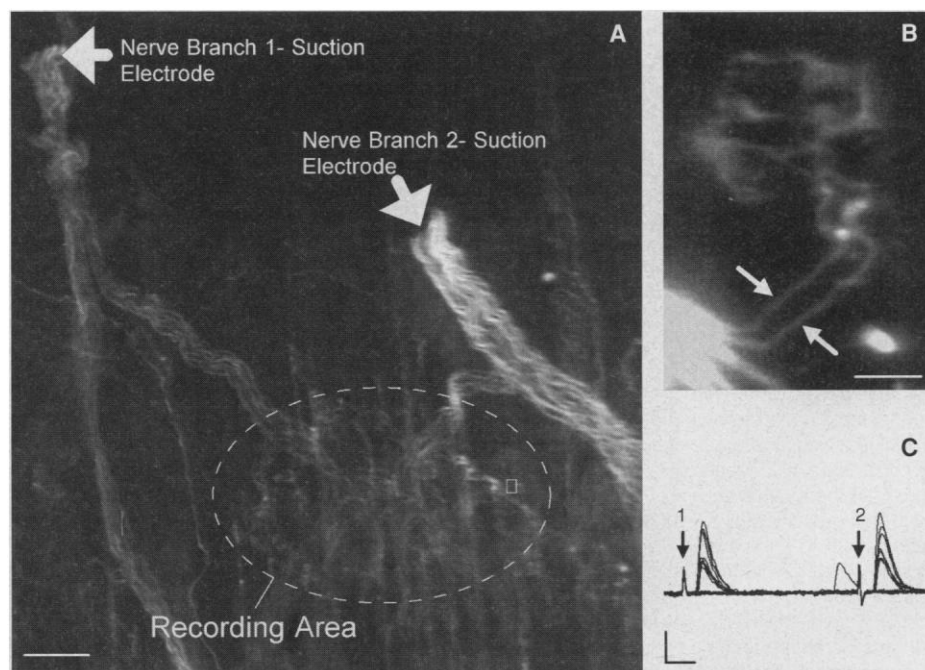 A
Nerve Branch 1- Suction
Electrode
Nerve Branch 2- Suction
Electrode
Recording Area
B
C
1
2